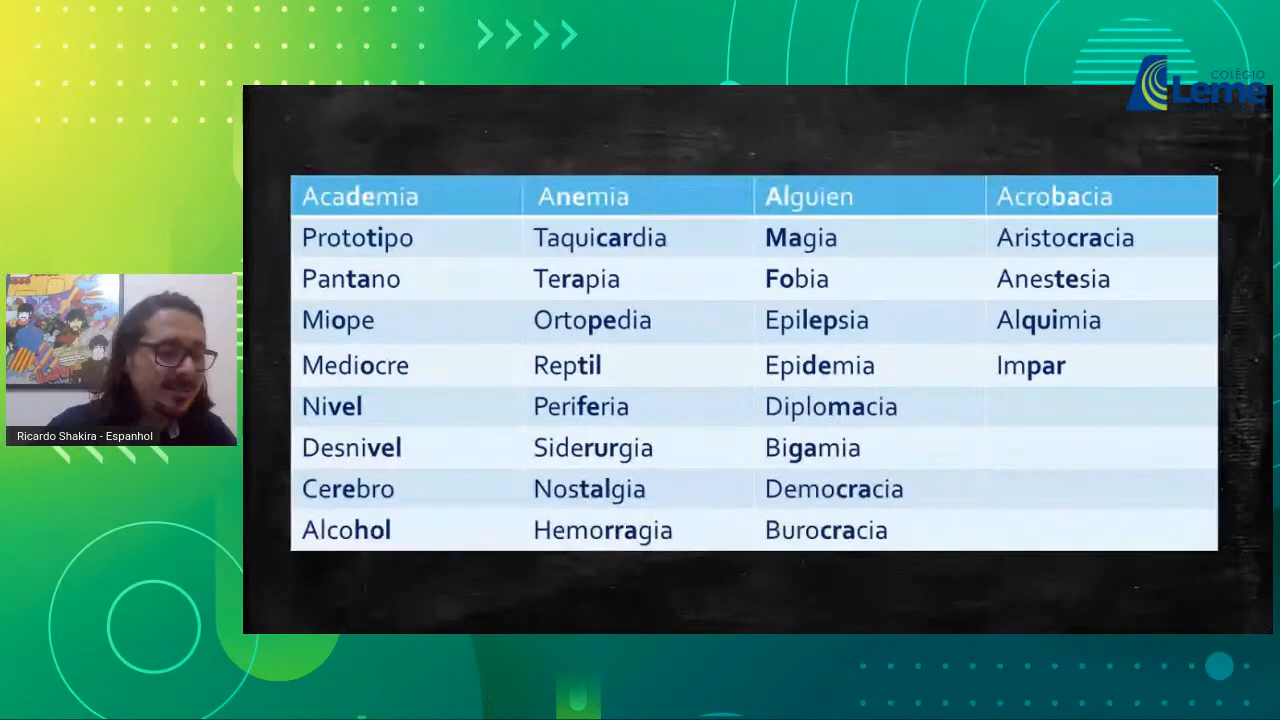 COLÉGIO
Leme
Academia Anemia Alguien Acrobacia
Prototipo Taquicardia Magia Aristocracia
Pantano Terapia Fobia Anestesia
Miope Ortopedia Epilepsia Alquimia
Mediocre Reptil Epidemia Impar
Nivel Periferia Diplomacia
Desnivel Siderurgia Bigamia
Cerebro Nostalgia Democracia
Alcohol Hemorragia Burocracia
Ricardo Shakira - Espanhol